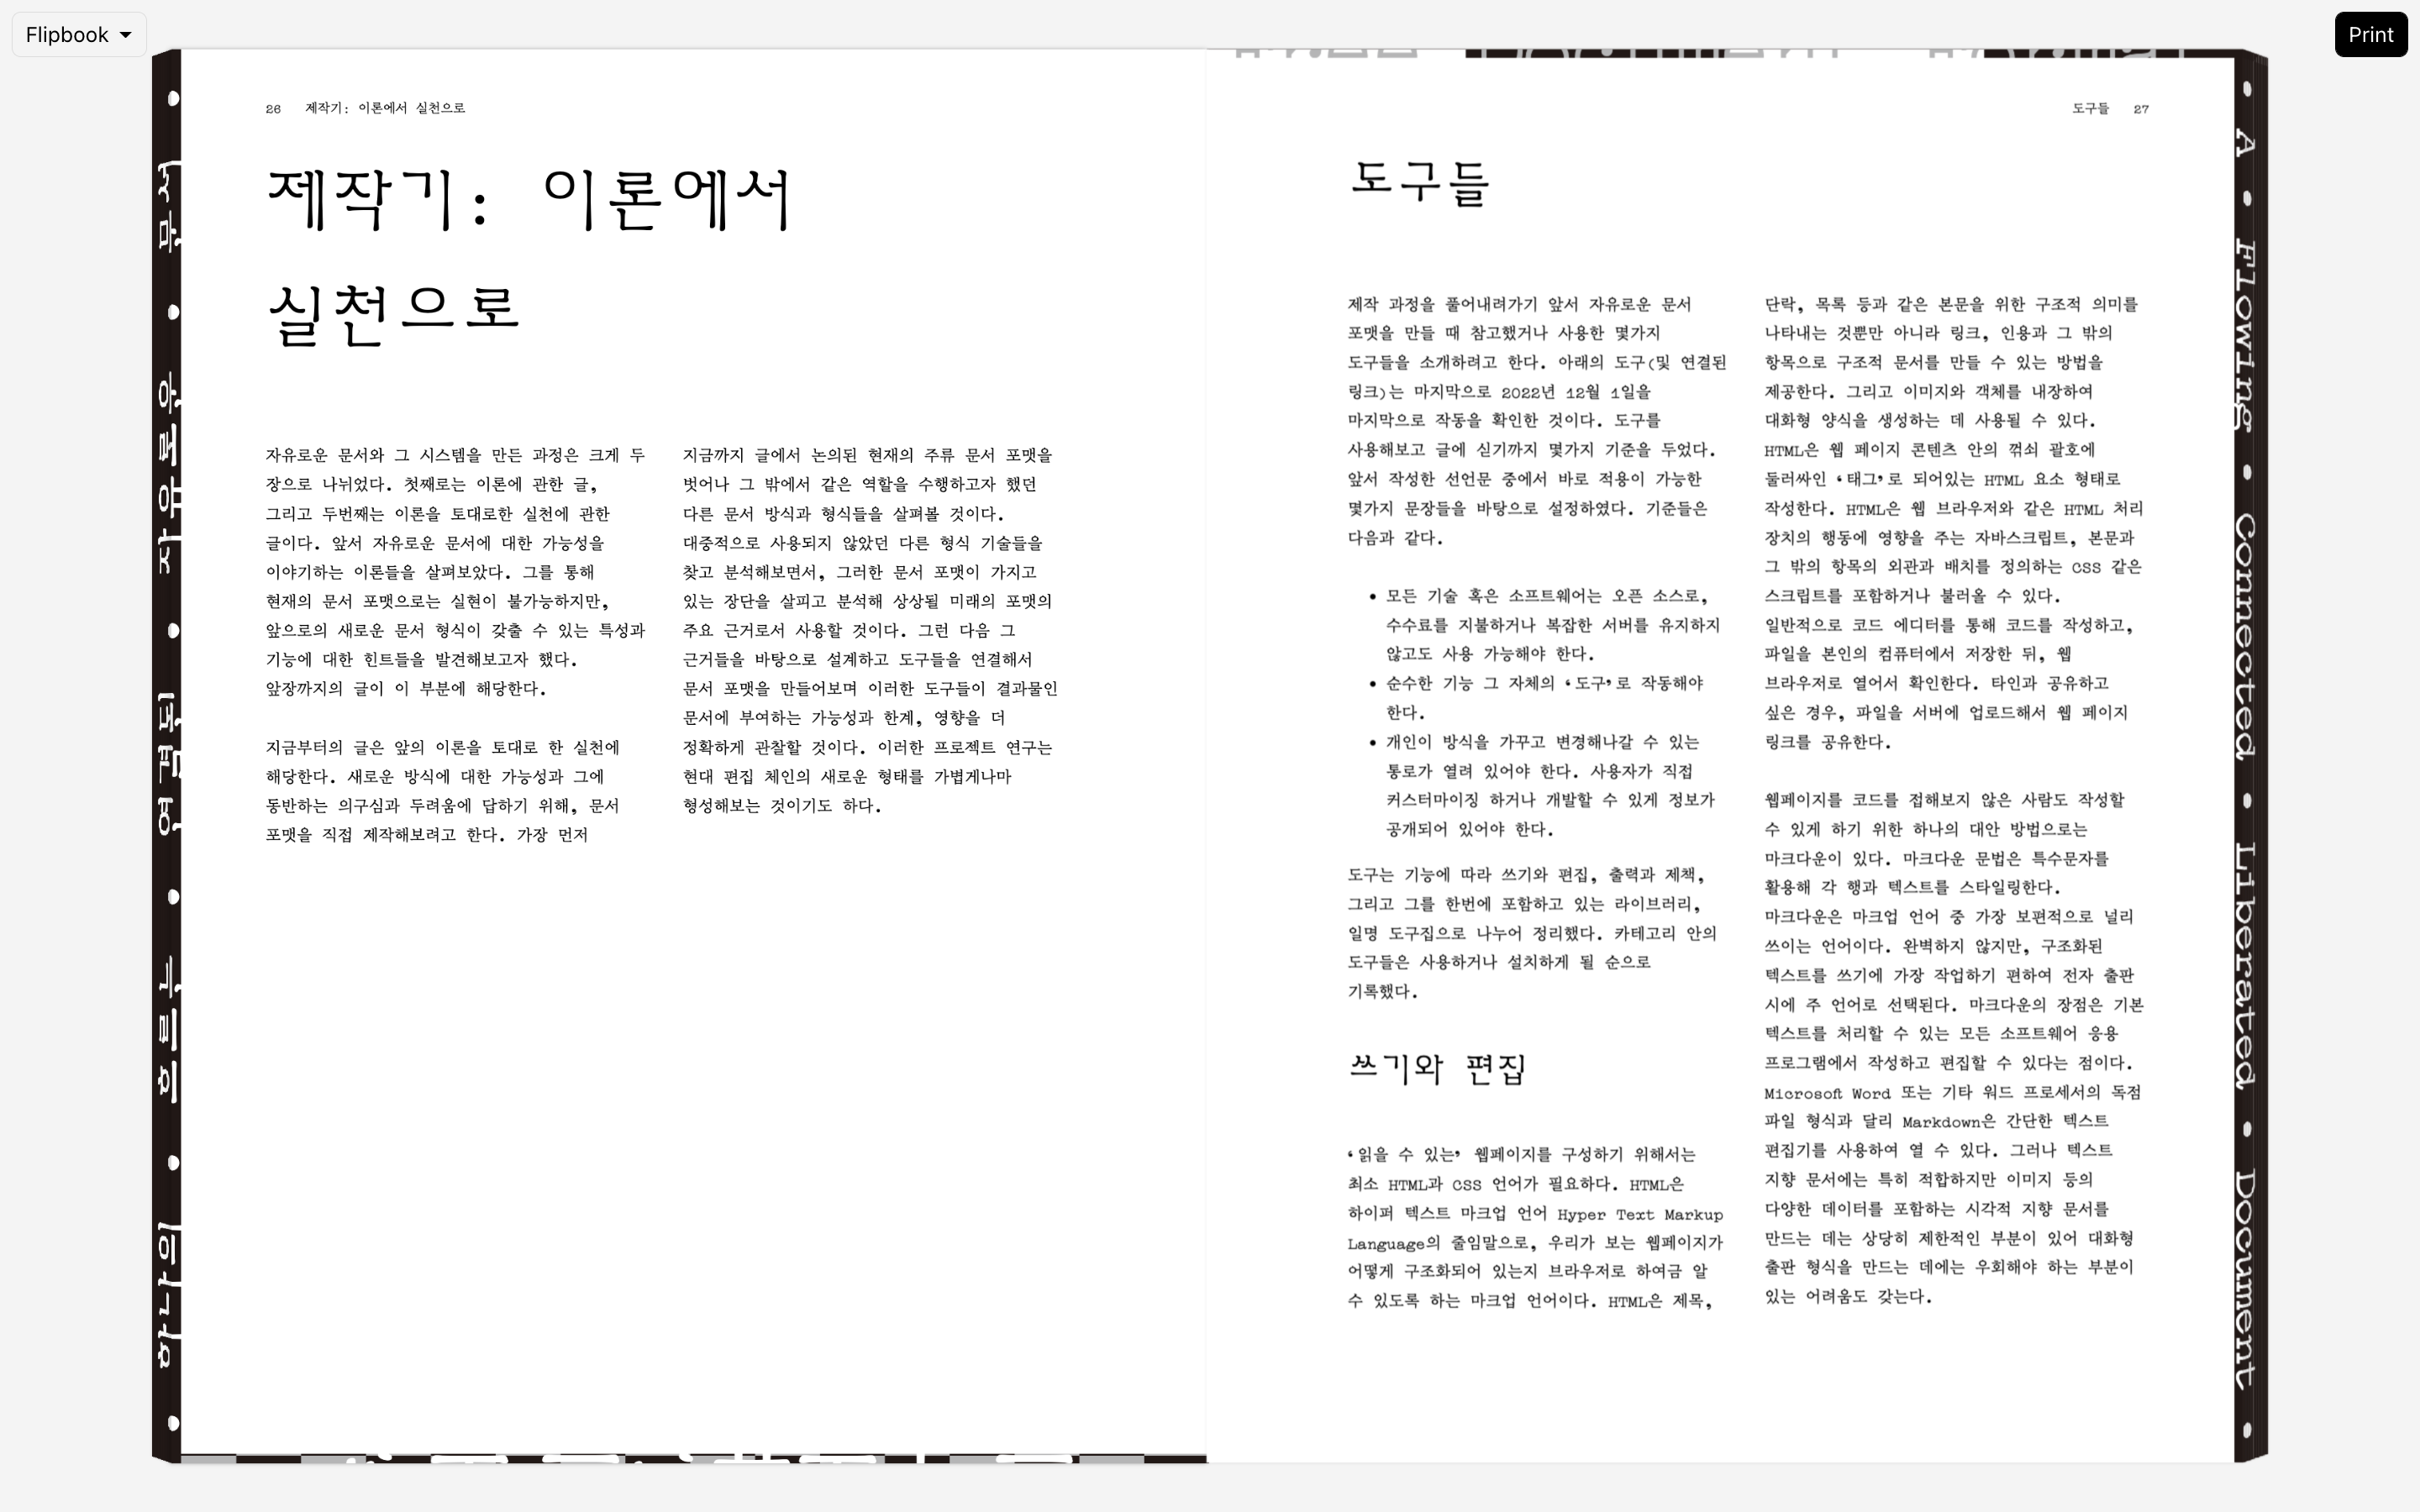 Flipbook
Print
26 제작기: 이론에서 실천으로
제작기: 이론에서
실천으로
자유로운 문서와 그 시스템을 만든 과정은 크게 두
장으로 나뉘었다. 첫째로는 이론에 관한 글,
그리고 두번째는 이론을 토대로한 실천에 관한
글이다. 앞서 자유로운 문서에 대한 가능성을
이야기하는 이론들을 살펴보았다. 그를 통해
현재의 문서 포맷으로는 실현이 불가능하지만,
앞으로의 새로운 문서 형식이 갖출 수 있는 특성과
기능에 대한 힌트들을 발견해보고자 했다.
앞장까지의 글이 이 부분에 해당한다.
지금부터의 글은 앞의 이론을 토대로 한 실천에
해당한다. 새로운 방식에 대한 가능성과 그에
동반하는 의구심과 두려움에 답하기 위해, 문서
포맷을 직접 제작해보려고 한다. 가장 먼저
지금까지 글에서 논의된 현재의 주류 문서 포맷을
벗어나 그 밖에서 같은 역할을 수행하고자 했던
다른 문서 방식과 형식들을 살펴볼 것이다.
대중적으로 사용되지 않았던 다른 형식 기술들을
찾고 분석해보면서, 그러한 문서 포맷이 가지고
있는 장단을 살피고 분석해 상상될 미래의 포맷의
주요 근거로서 사용할 것이다. 그런 다음 그
근거들을 바탕으로 설계하고 도구들을 연결해서
문서 포맷을 만들어보며 이러한 도구들이 결과물인
문서에 부여하는 가능성과 한계, 영향을 더
정확하게 관찰할 것이다. 이러한 프로젝트 연구는
현대 편집 체인의 새로운 형태를 가볍게나마
형성해보는 것이기도 하다.
도구들 27
도구들
제작 과정을 풀어내려가기 앞서 자유로운 문서
포맷을 만들 때 참고했거나 사용한 몇가지
도구들을 소개하려고 한다. 아래의 도구(및 연결된
링크)는 마지막으로 2022년 12월 1일을
마지막으로 작동을 확인한 것이다. 도구를
사용해보고 글에 싣기까지 몇가지 기준을 두었다.
앞서 작성한 선언문 중에서 바로 적용이 가능한
몇가지 문장들을 바탕으로 설정하였다. 기준들은
다음과 같다.
• 모든 기술 혹은 소프트웨어는 오픈 소스로,
수수료를 지불하거나 복잡한 서버를 유지하지
않고도 사용 가능해야 한다.
• 순수한 기능 그 자체의 ‘도구’로 작동해야
한다.
• 개인이 방식을 가꾸고 변경해나갈 수 있는
통로가 열려 있어야 한다. 사용자가 직접
커스터마이징 하거나 개발할 수 있게 정보가
공개되어 있어야 한다.
도구는 기능에 따라 쓰기와 편집, 출력과 제책,
그리고 그를 한번에 포함하고 있는 라이브러리,
일명 도구집으로 나누어 정리했다. 카테고리 안의
도구들은 사용하거나 설치하게 될 순으로
기록했다.
쓰기와 편집
‘읽을 수 있는’ 웹페이지를 구성하기 위해서는
최소 HTML과 CSS 언어가 필요하다. HTML은
하이퍼 텍스트 마크업 언어 Hyper Text Markup
Language의 줄임말으로, 우리가 보는 웹페이지가
어떻게 구조화되어 있는지 브라우저로 하여금 알
수 있도록 하는 마크업 언어이다. HTML은 제목,
단락, 목록 등과 같은 본문을 위한 구조적 의미를
나타내는 것뿐만 아니라 링크, 인용과 그 밖의
항목으로 구조적 문서를 만들 수 있는 방법을
제공한다. 그리고 이미지와 객체를 내장하여
대화형 양식을 생성하는 데 사용될 수 있다.
HTML은 웹 페이지 콘텐츠 안의 꺾쇠 괄호에
둘러싸인 ‘태그’로 되어있는 HTML 요소 형태로
작성한다. HTML은 웹 브라우저와 같은 HTML 처리
장치의 행동에 영향을 주는 자바스크립트, 본문과
그 밖의 항목의 외관과 배치를 정의하는 CSS 같은
스크립트를 포함하거나 불러올 수 있다.
일반적으로 코드 에디터를 통해 코드를 작성하고,
파일을 본인의 컴퓨터에서 저장한 뒤, 웹
브라우저로 열어서 확인한다. 타인과 공유하고
싶은 경우, 파일을 서버에 업로드해서 웹 페이지
링크를 공유한다.
웹페이지를 코드를 접해보지 않은 사람도 작성할
수 있게 하기 위한 하나의 대안 방법으로는
마크다운이 있다. 마크다운 문법은 특수문자를
활용해 각 행과 텍스트를 스타일링한다.
마크다운은 마크업 언어 중 가장 보편적으로 널리
쓰이는 언어이다. 완벽하지 않지만, 구조화된
텍스트를 쓰기에 가장 작업하기 편하여 전자 출판
시에 주 언어로 선택된다. 마크다운의 장점은 기본
텍스트를 처리할 수 있는 모든 소프트웨어 응용
프로그램에서 작성하고 편집할 수 있다는 점이다.
Microsoft Word 또는 기타 워드 프로세서의 독점
파일 형식과 달리 Markdown은 간단한 텍스트
편집기를 사용하여 열 수 있다. 그러나 텍스트
지향 문서에는 특히 적합하지만 이미지 등의
다양한 데이터를 포함하는 시각적 지향 문서를
만드는 데는 상당히 제한적인 부분이 있어 대화형
출판 형식을 만드는 데에는 우회해야 하는 부분이
있는 어려움도 갖는다.
A • Flowing • Connected • Liberated • Document •